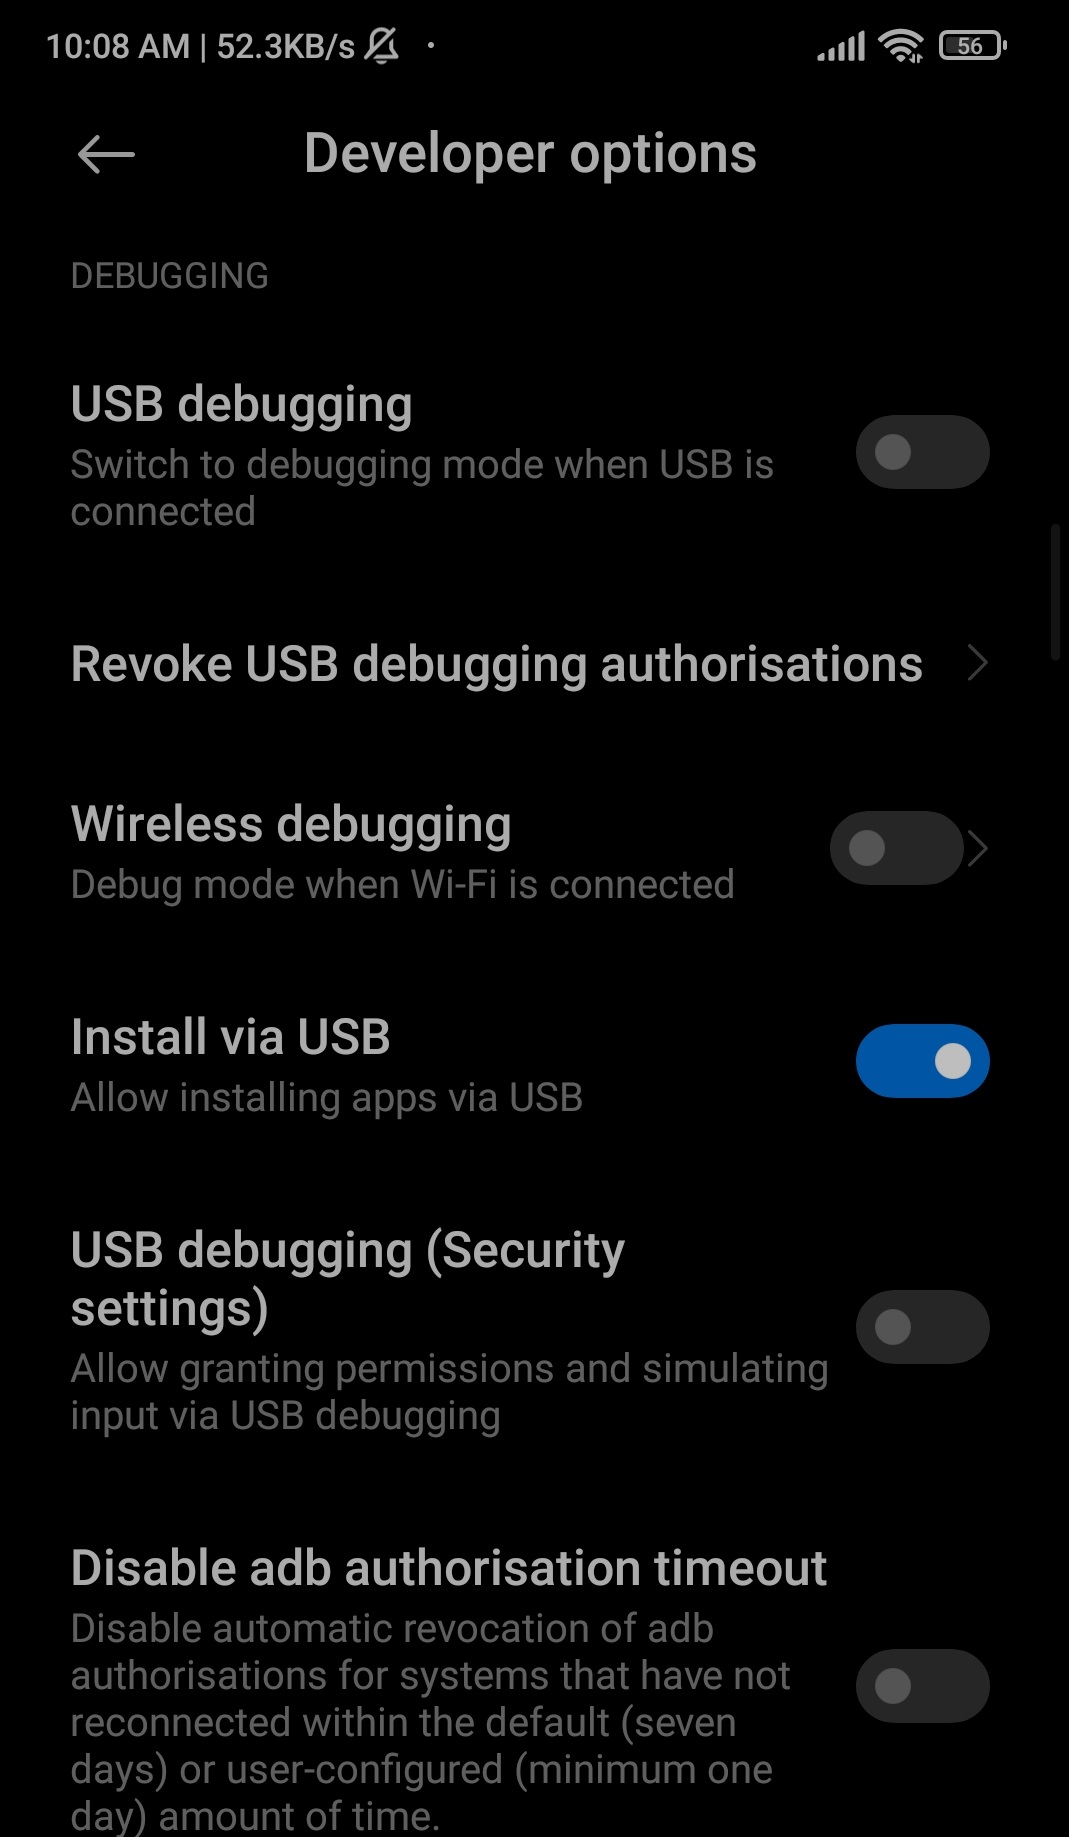 10:08 AM | 52.3KB/s
56
Developer options
DEBUGGING
USB debugging
Switch to debugging mode when USB is
connected
Revoke USB debugging authorisations
Wireless debugging
Debug mode when Wi-Fi is connected
Install via USB
Allow installing apps via USB
USB debugging (Security
settings)
Allow granting permissions and simulating
input via USB debugging
Disable adb authorisation timeout
Disable automatic revocation of adb
authorisations for systems that have not
reconnected within the default (seven
days) or user-configured (minimum one
day) amount of time.